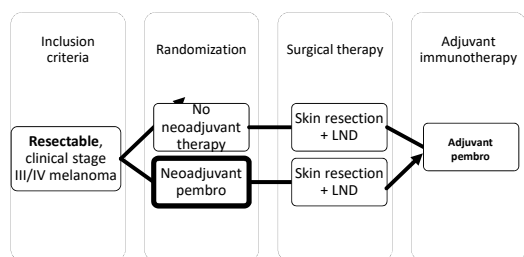 Inclusion
criteria
Randomization
Surgical therapy
Adjuvant
immunotherapy
Resectable,
clinical stage
III/IV melanoma
No
neoadjuvant
therapy
Neoadjuvant
pembro
Skin resection
+ LND
Skin resection
+ LND
Adjuvant
pembro